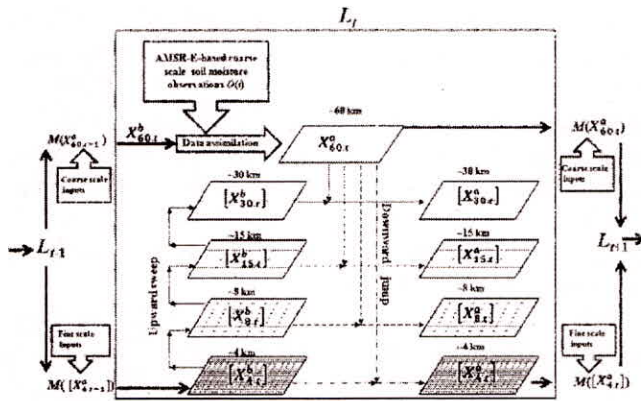 L_t
AMSR-E-based coarse
scale soil moisture
observations O(t)
~60 km
M(X^a_{60,t-1})
X^b_{60,t}
Data assimilation
X^a_{60,t}
M(X^a_{60,t})
Coarse scale
inputs
Coarse scale
inputs
~30 km
[X^b_{30,t}]
~30 km
[X^a_{30,t}]
~15 km
[X^b_{15,t}]
~15 km
[X^a_{15,t}]
L_{t-1}
L_{t+1}
Upward sweep
Downward
jump
~8 km
[X^b_{8,t}]
~8 km
[X^a_{8,t}]
Fine scale
inputs
Fine scale
inputs
~4 km
[X^b_{4,t}]
~4 km
[X^a_{4,t}]
M([X^a_{4,t-1}])
M([X^a_{4,t}])